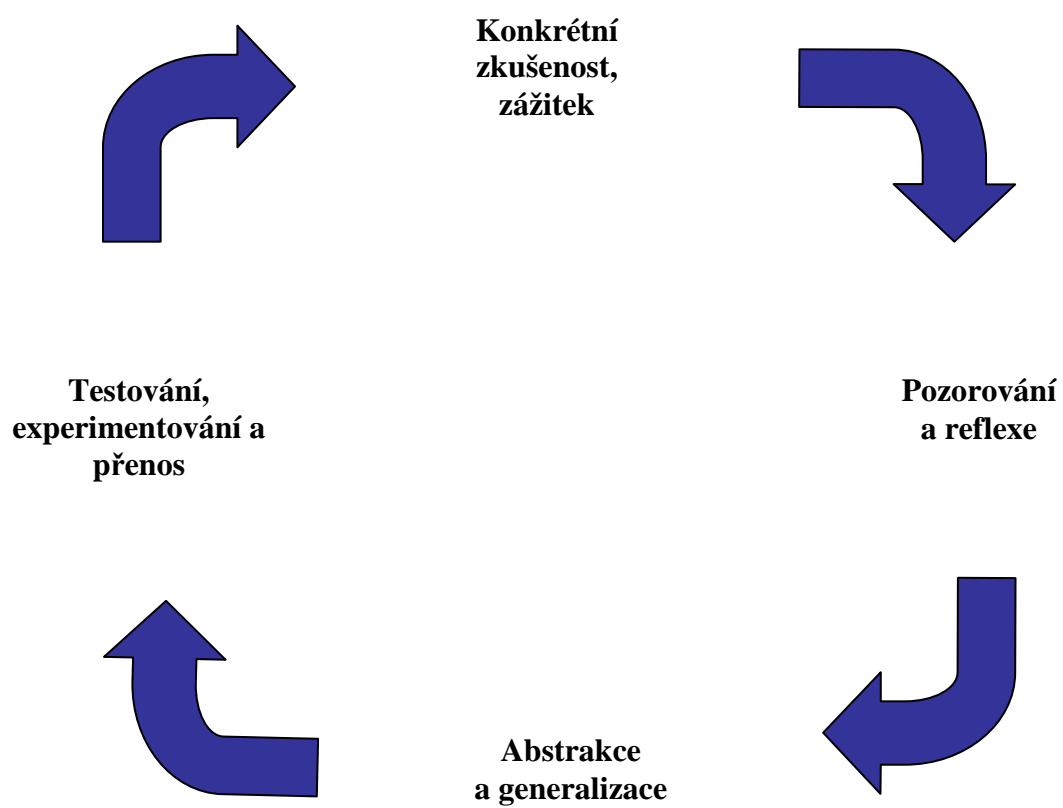 Konkrétní
zkušenost,
zážitek
Testování,
experimentování a
přenos
Pozorování
a reflexe
Abstrakce
a generalizace